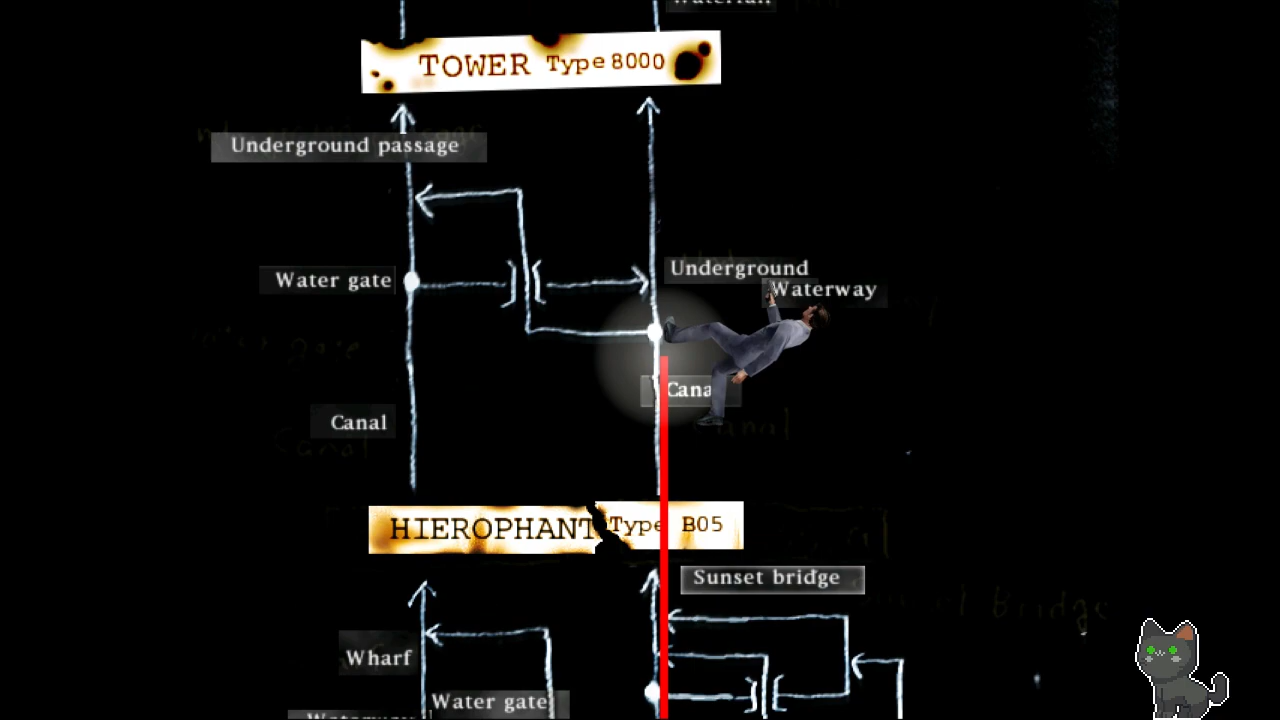 TOWER Type 8000
Underground passage
Underground
Waterway
Water gate
Cana
Canal
HIEROPHANT Type B05
Sunset bridge
Wharf
Water gate